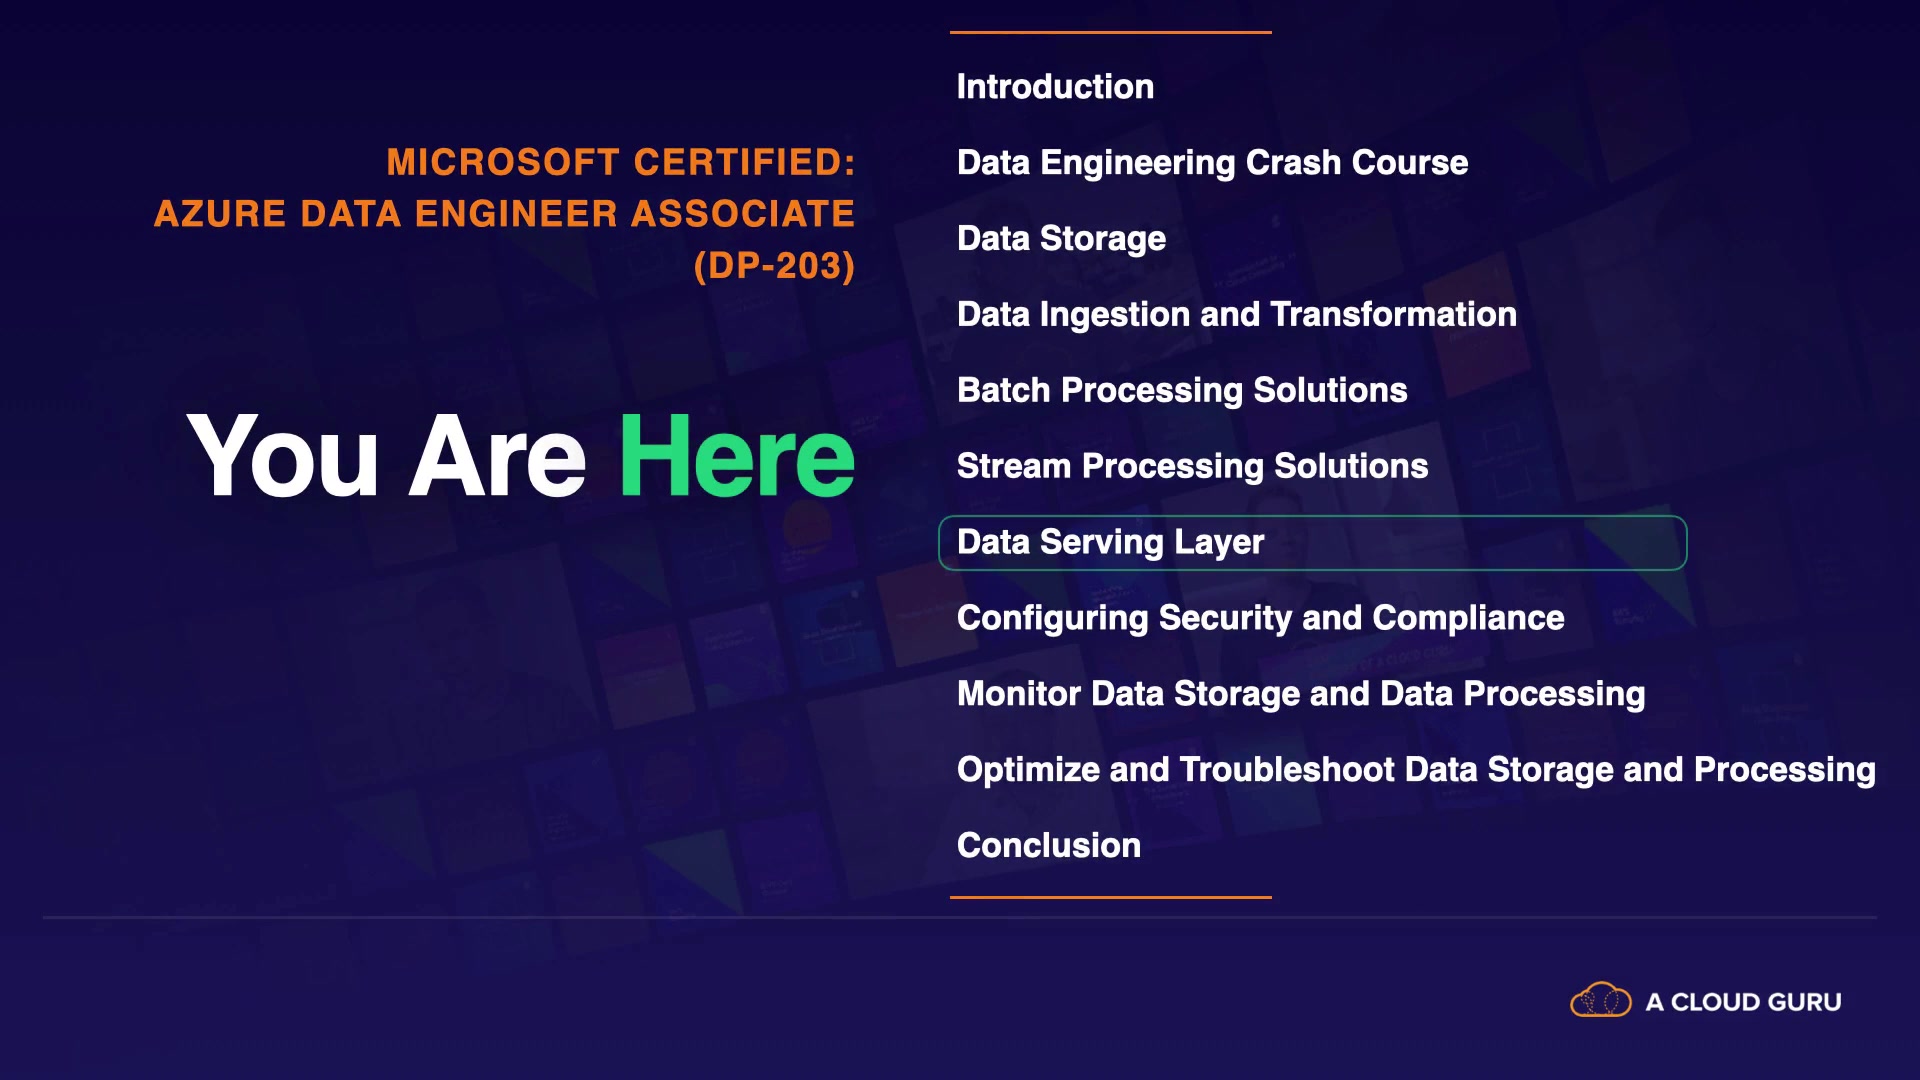 MICROSOFT CERTIFIED:
AZURE DATA ENGINEER ASSOCIATE
(DP-203)
You Are Here
Introduction
Data Engineering Crash Course
Data Storage
Data Ingestion and Transformation
Batch Processing Solutions
Stream Processing Solutions
Data Serving Layer
Configuring Security and Compliance
Monitor Data Storage and Data Processing
Optimize and Troubleshoot Data Storage and Processing
Conclusion
A CLOUD GURU